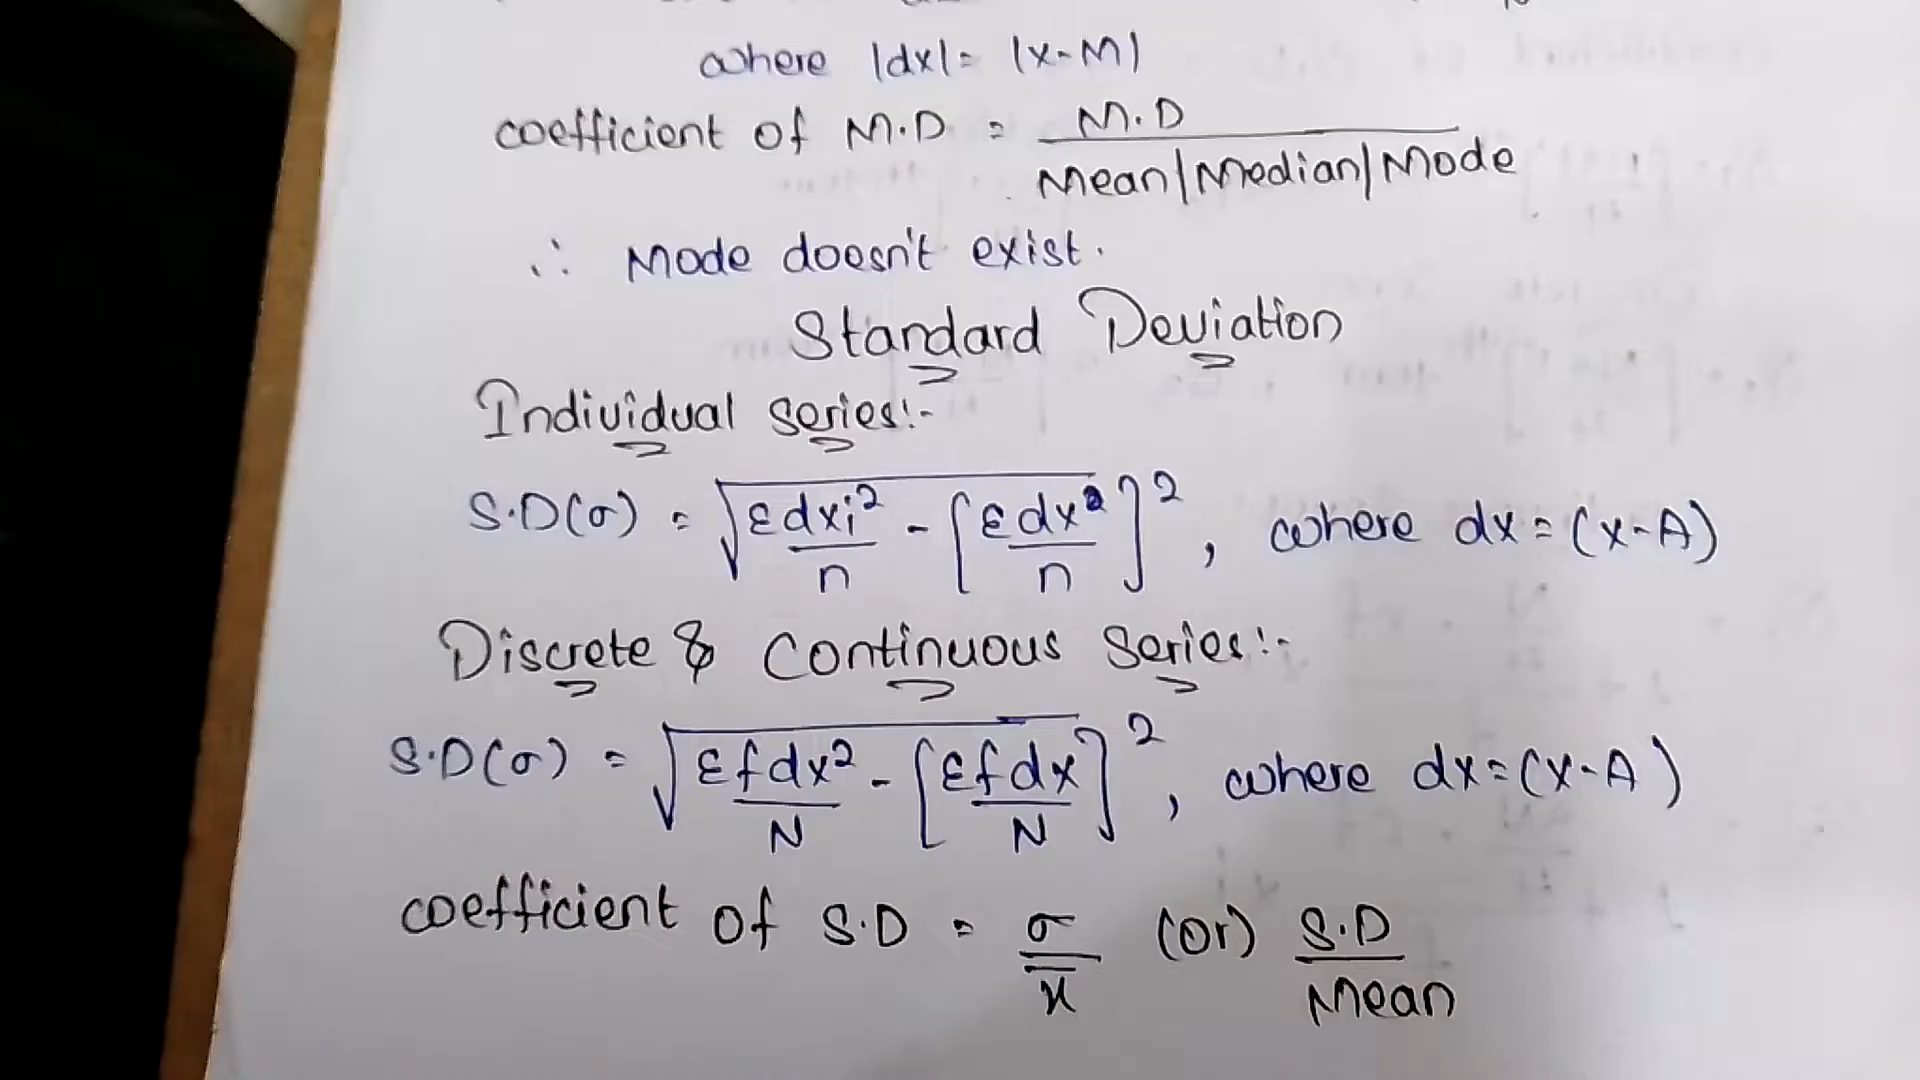 where |dx| = |x-M|
coefficient of M.D = M.D / Mean|Median|Mode
∴ Mode doesn't exist.
Standard Deviation
Individual series:-
S.D(σ) = √ Σdxi² / n - [Σdx² / n]², where dx = (x-A)
Discrete & Continuous Series:-
S.D(σ) = √ Σfdx² / N - [Σfdx / N]², where dx = (x-A)
coefficient of S.D = σ / x̄ (or) S.D / Mean